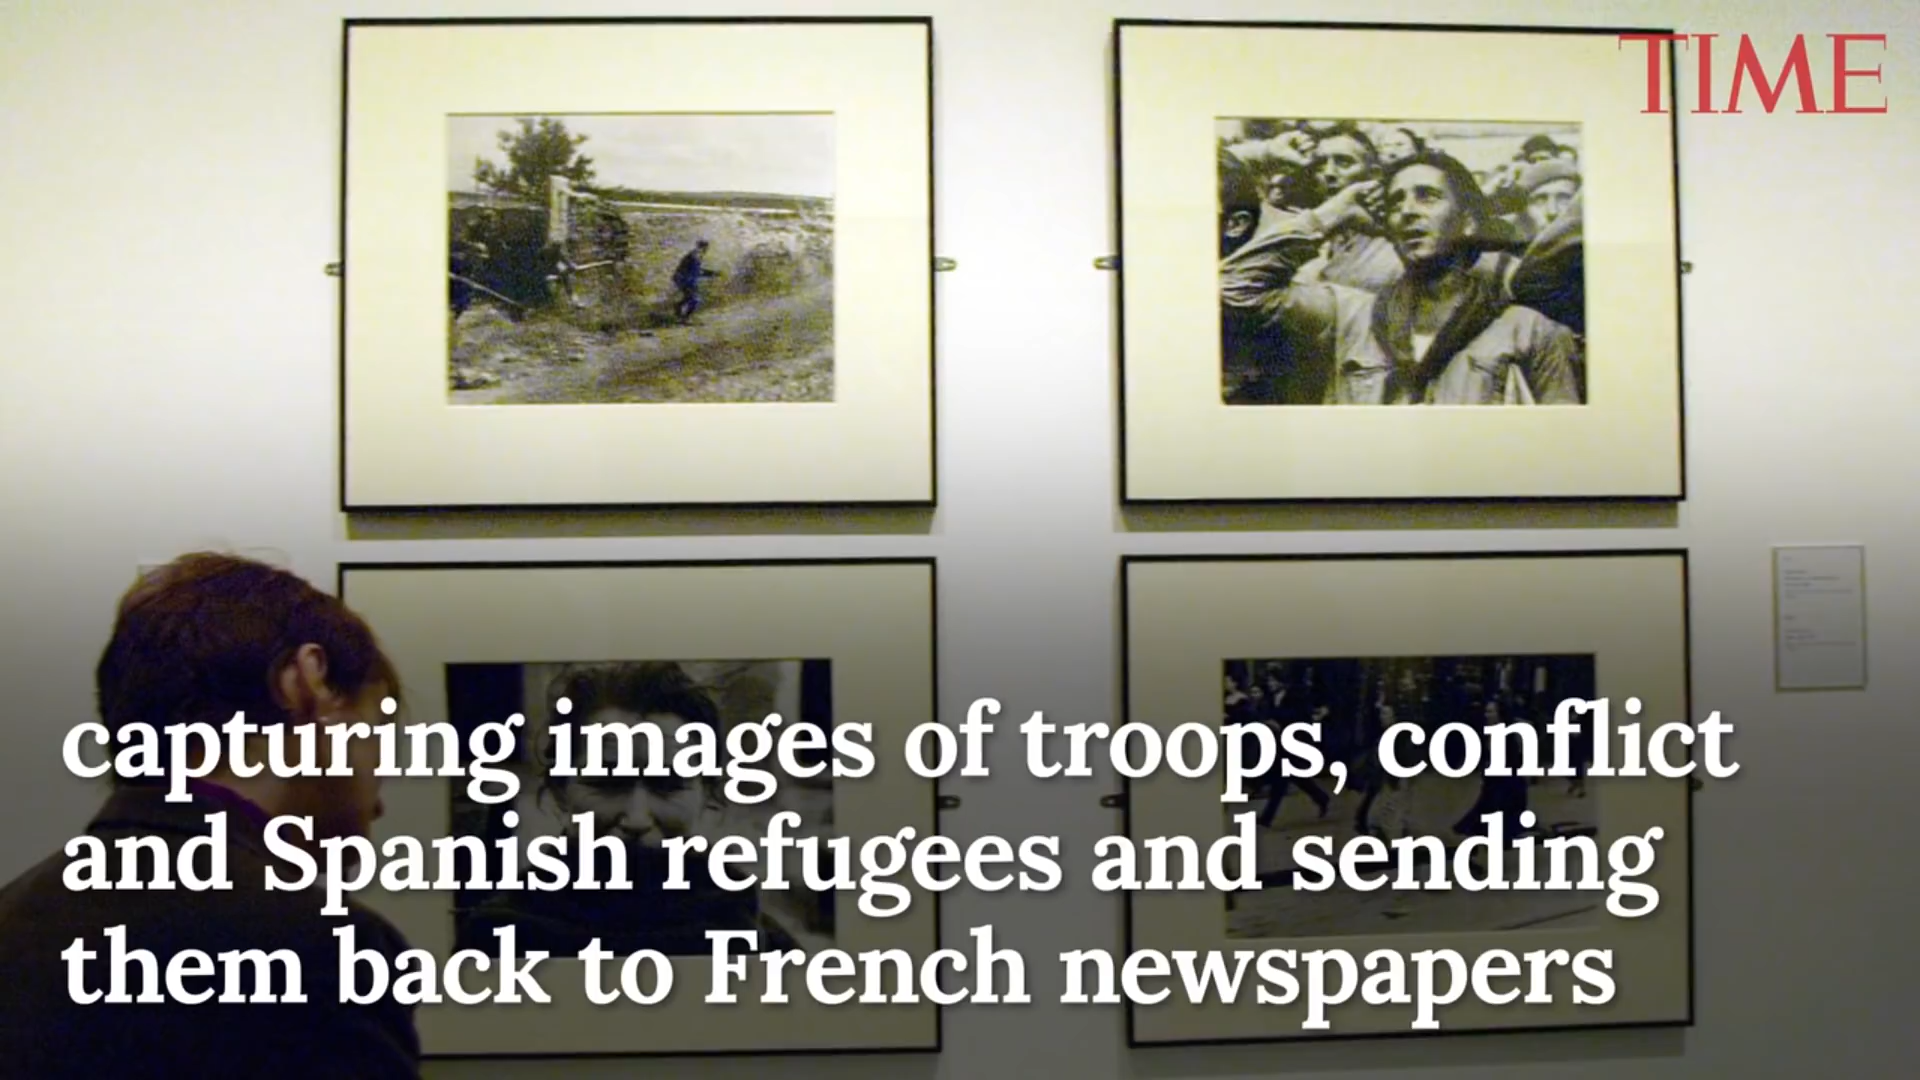 TIME
capturing images of troops, conflict
and Spanish refugees and sending
them back to French newspapers